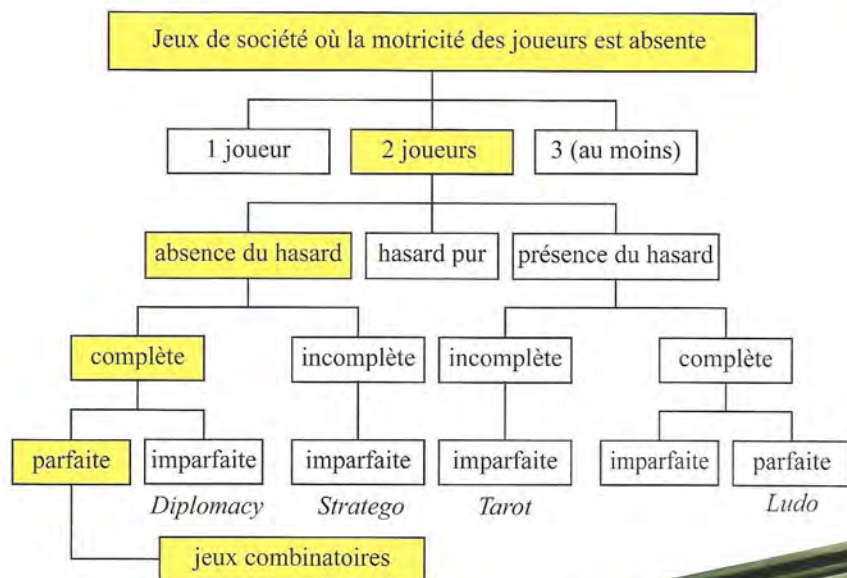 Jeux de société où la motricité des joueurs est absente
1 joueur
2 joueurs
3 (au moins)
absence du hasard
hasard pur
présence du hasard
complète
incomplète
incomplète
complète
parfaite
imparfaite
imparfaite
imparfaite
imparfaite
parfaite
Diplomacy
Stratego
Tarot
Ludo
jeux combinatoires